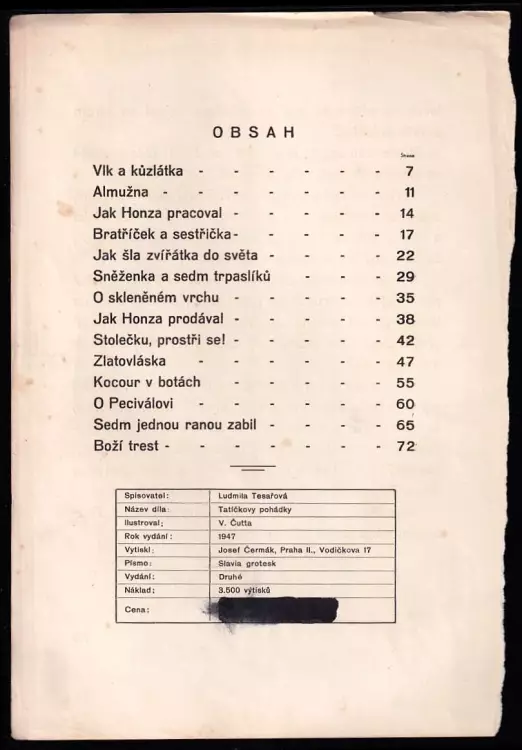 OBSAH
Strana
Vlk a kůzlátka - - - - - - 7
Almužna - - - - - - - 11
Jak Honza pracoval - - - - - 14
Bratříček a sestřička - - - - - 17
Jak šla zvířátka do světa - - - - 22
Sněženka a sedm trpaslíků - - - 29
O skleněném vrchu - - - - - 35
Jak Honza prodával - - - - - 38
Stolečku, prostři se! - - - - - 42
Zlatovláska - - - - - - 47
Kocour v botách - - - - - 55
O Peciválovi - - - - - - 60
Sedm jednou ranou zabil - - - - 65
Boží trest - - - - - - - 72
Spisovatel: Ludmila Tesařová
Název díla: Tatíčkovy pohádky
Ilustroval: V. Čutta
Rok vydání: 1947
Vytiskl: Josef Čermák, Praha II., Vodičkova 17
Písmo: Slavia grotesk
Vydání: Druhé
Náklad: 3.500 výtisků
Cena: